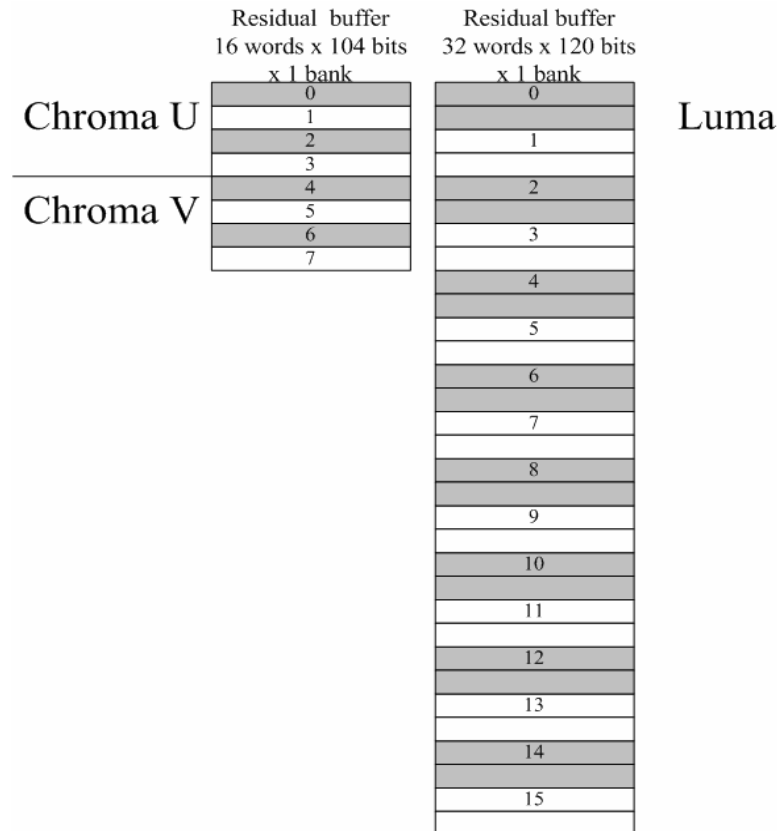 Residual buffer
16 words x 104 bits
x 1 bank
Residual buffer
32 words x 120 bits
x 1 bank
Chroma U
Chroma V
0
1
2
3
4
5
6
7
0
1
2
3
4
5
6
7
8
9
10
11
12
13
14
15
Luma